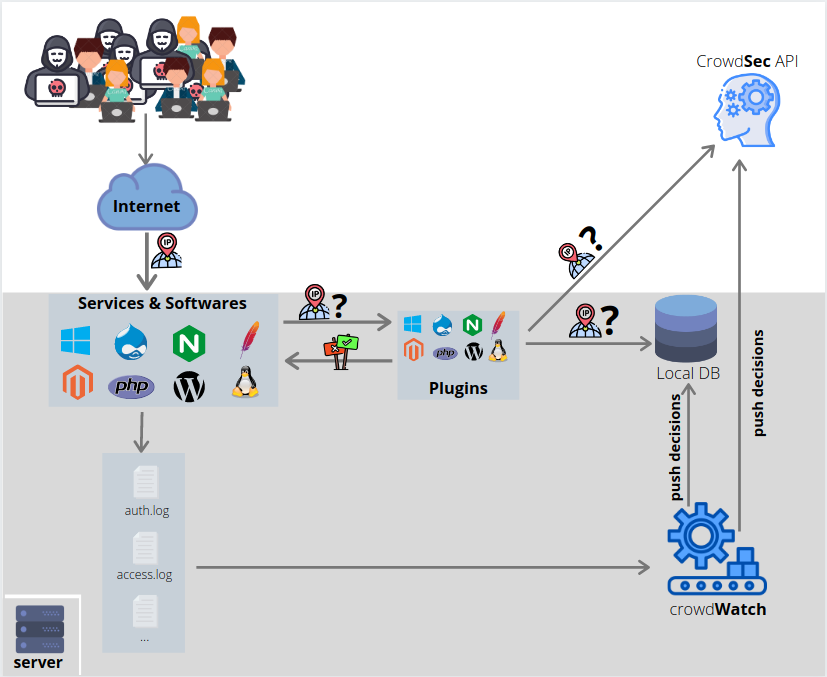 CrowdSec API
Internet
IP
IP
?
IP
?
IP
?
Services & Softwares
N
php
N
php
Plugins
Local DB
push decisions
push decisions
auth.log
access.log
...
crowdWatch
server